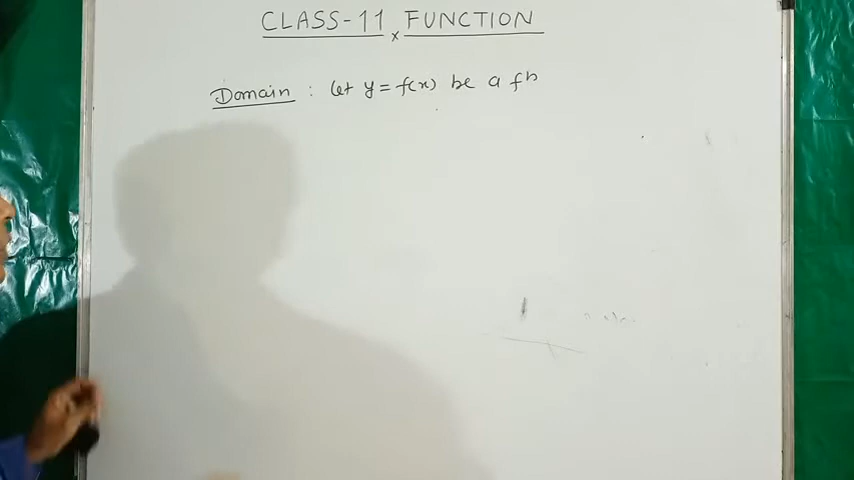 CLASS-11 FUNCTION
Domain : Let y = f(x) be a fn